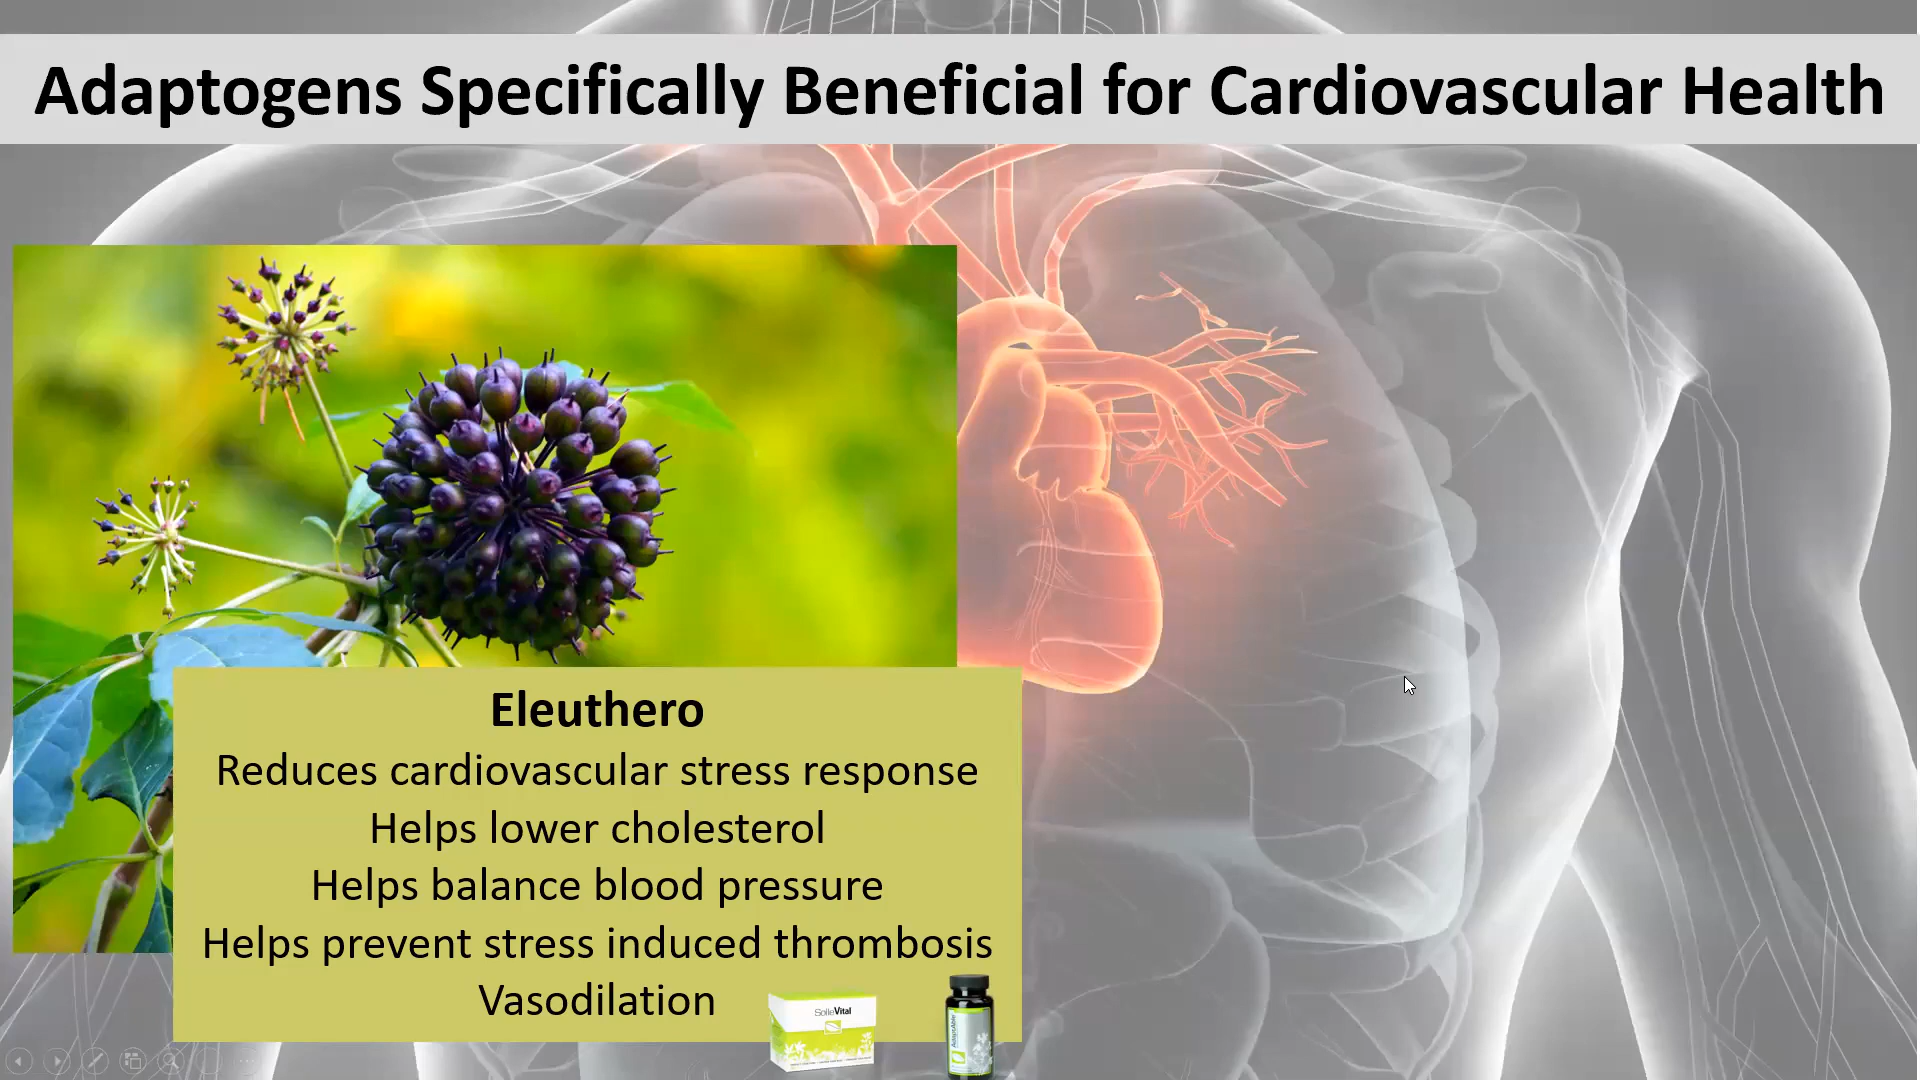 Adaptogens Specifically Beneficial for Cardiovascular Health
Eleuthero
Reduces cardiovascular stress response
Helps lower cholesterol
Helps balance blood pressure
Helps prevent stress induced thrombosis
Vasodilation
SolleVital
AdaptAble